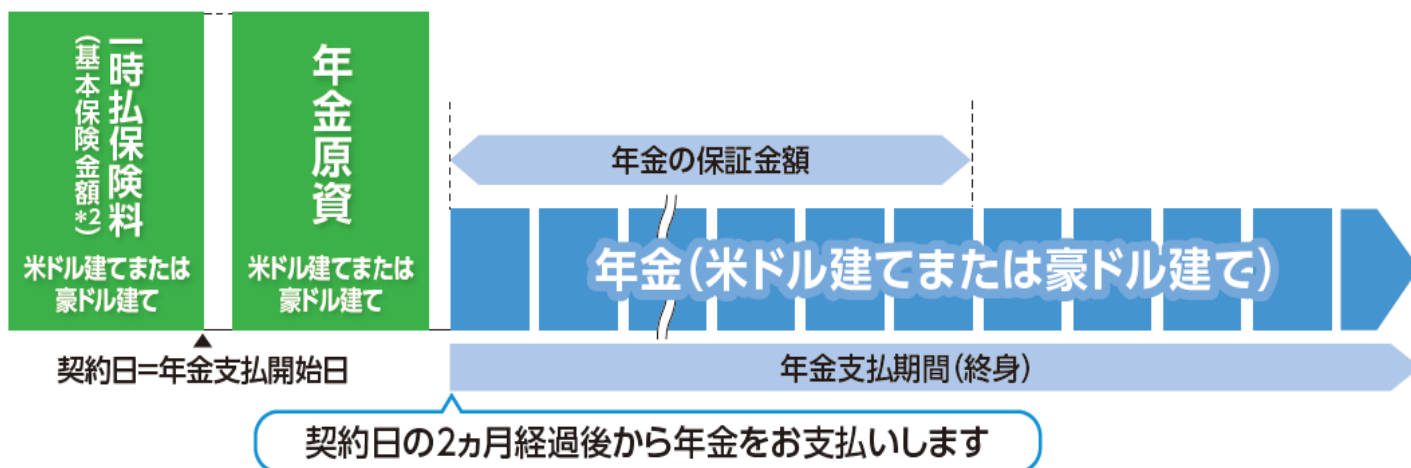 一時払保険料
（基本保険金額*2）
米ドル建てまたは
豪ドル建て
年金原資
米ドル建てまたは
豪ドル建て
年金の保証金額
年金（米ドル建てまたは豪ドル建て）
契約日=年金支払開始日
年金支払期間（終身）
契約日の2ヵ月経過後から年金をお支払いします